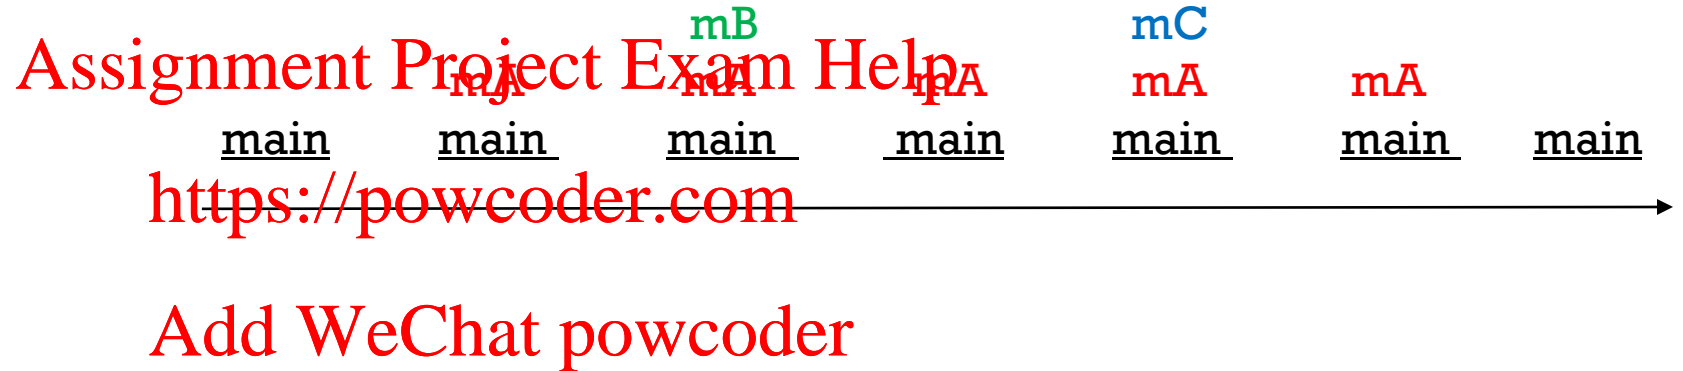 mB mC
Assignment Project Exam Help
mA mA mA mA mA
main main main main main main main
https://powcoder.com
Add WeChat powcoder